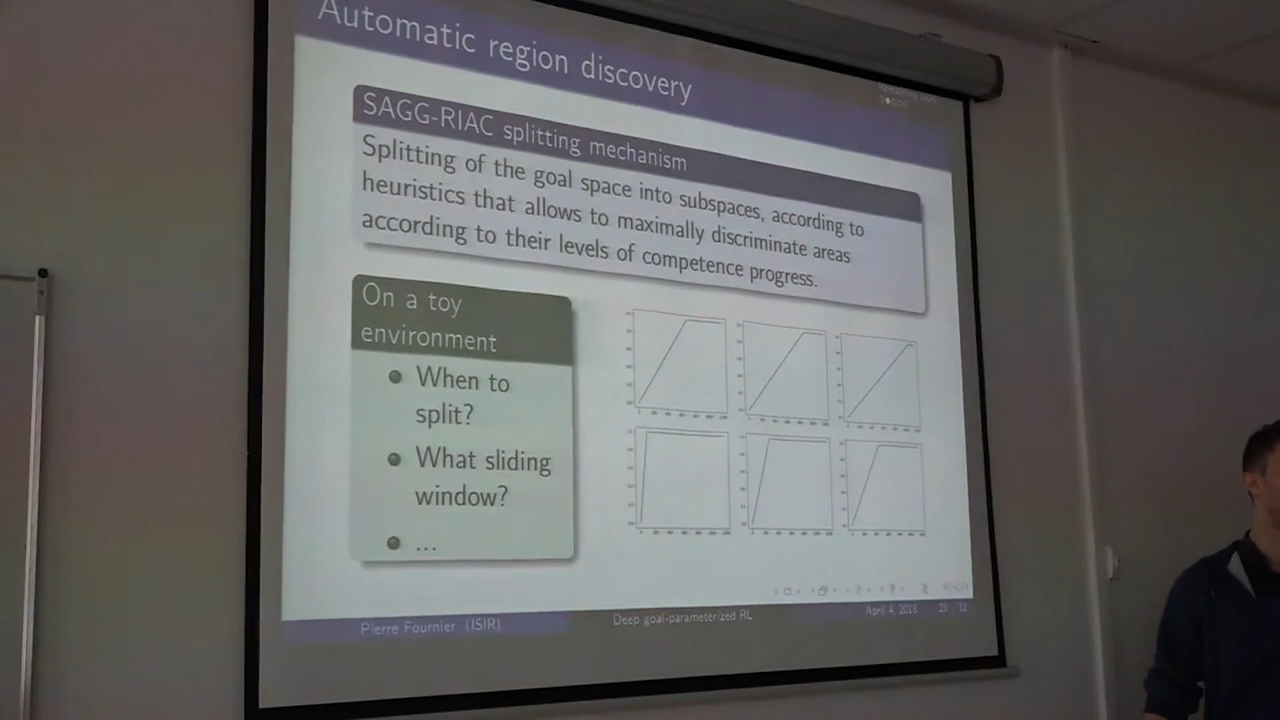 Automatic region discovery
SAGG-RIAC splitting mechanism
Splitting of the goal space into subspaces, according to
heuristics that allows to maximally discriminate areas
according to their levels of competence progress.
On a toy
environment
When to
split?
What sliding
window?
...
Pierre Fournier (ISIR)
Deep goal-parameterized RL
April 4, 2018